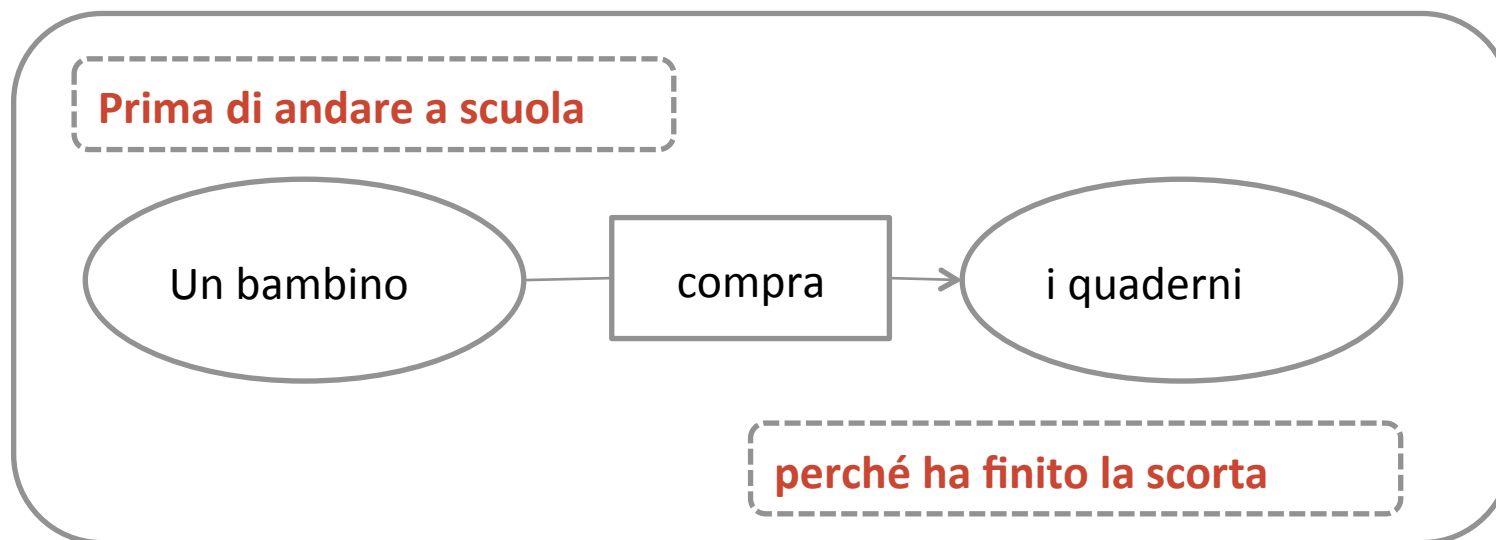 Prima di andare a scuola
Un bambino
compra
i quaderni
perché ha finito la scorta